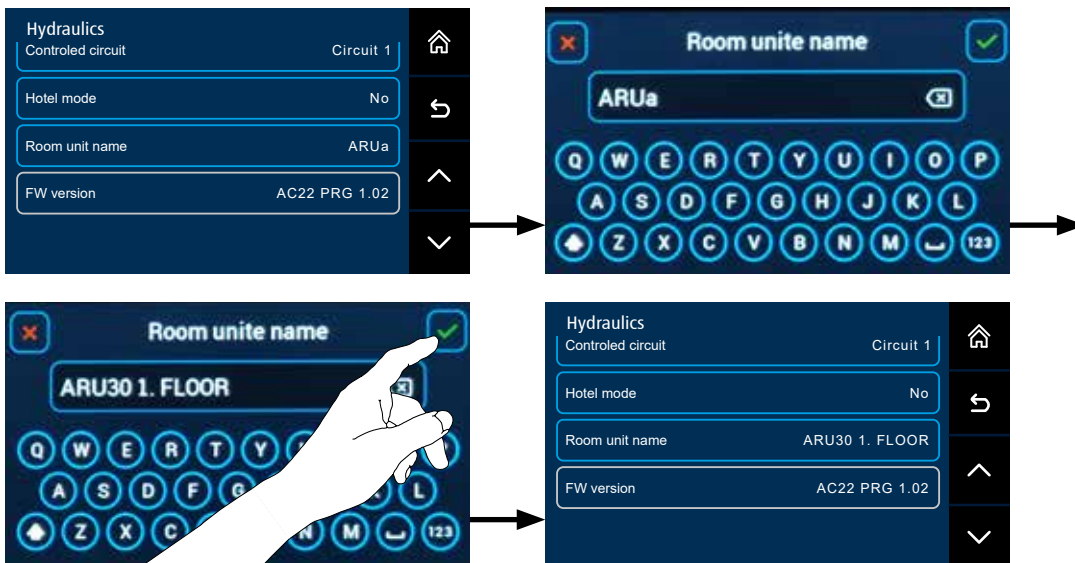 Hydraulics
Controled circuit Circuit 1
Hotel mode No
Room unit name ARUa
FW version AC22 PRG 1.02
Room unite name
ARUa
Q W E R T Y U I O P
A S D F G H J K L
Z X C V B N M 123
Room unite name
ARU30 1. FLOOR
Q W E R T Y
A S D F G L
Z X C N M 123
Hydraulics
Controled circuit Circuit 1
Hotel mode No
Room unit name ARU30 1. FLOOR
FW version AC22 PRG 1.02